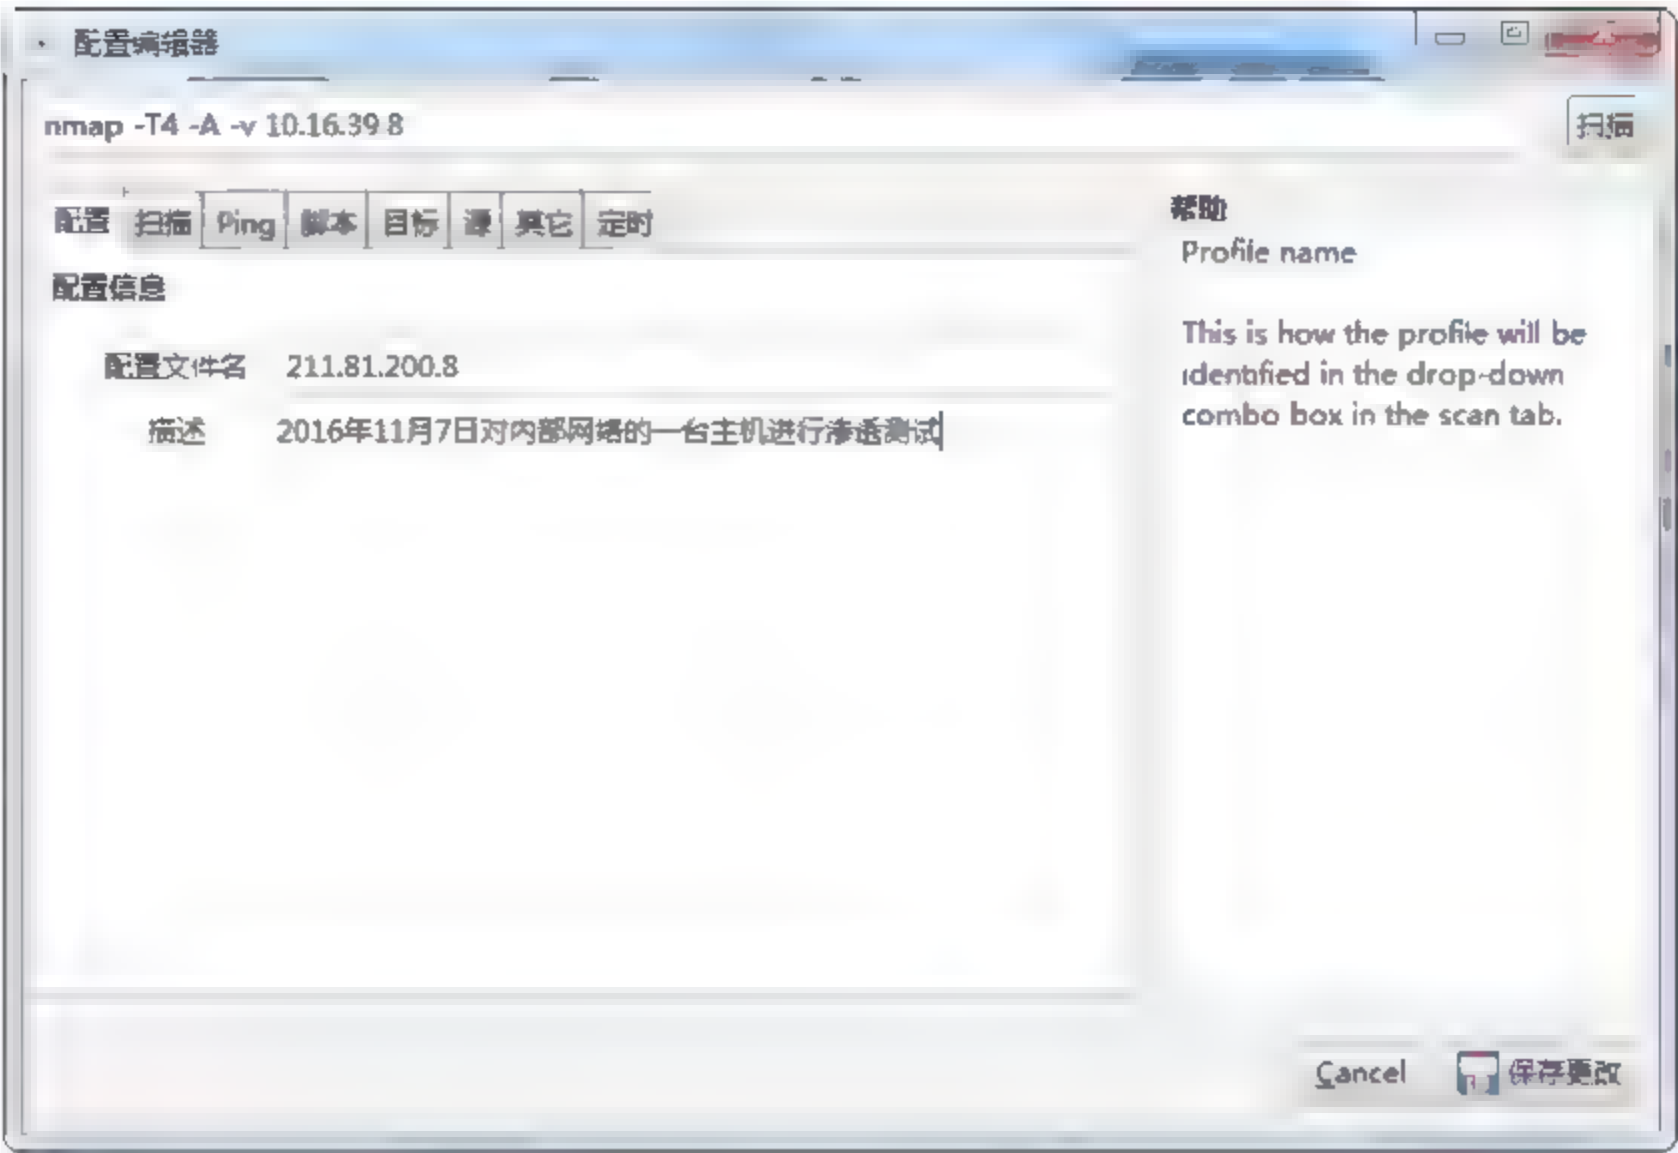 配置编辑器
nmap -T4 -A -v 10.16.39 8
扫描
配置 扫描 Ping 脚本 目标 源 其它 定时
配置信息
配置文件名 211.81.200.8
描述 2016年11月7日对内部网络的一台主机进行渗透测试
帮助
Profile name
This is how the profile will be
identified in the drop-down
combo box in the scan tab.
Cancel 保存更改